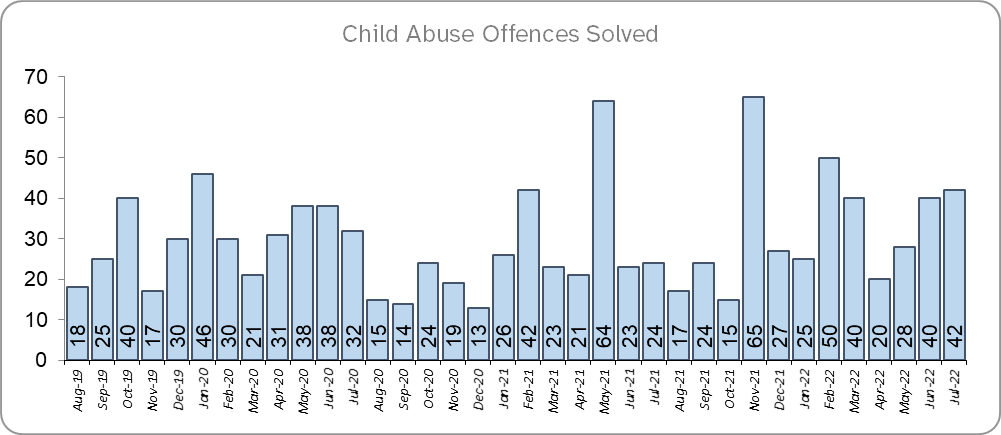 Child Abuse Offences Solved
70
60
50
40
30
20
10
0
18 25 40 17 30 46 30 21 31 38 38 32 15 14 24 19 13 26 42 23 21 64 23 24 17 24 15 65 27 25 50 40 20 28 40 42
Aug-19 Sep-19 Oct-19 Nov-19 Dec-19 Jan-20 Feb-20 Mar-20 Apr-20 May-20 Jun-20 Jul-20 Aug-20 Sep-20 Oct-20 Nov-20 Dec-20 Jan-21 Feb-21 Mar-21 Apr-21 May-21 Jun-21 Jul-21 Aug-21 Sep-21 Oct-21 Nov-21 Dec-21 Jan-22 Feb-22 Mar-22 Apr-22 May-22 Jun-22 Jul-22